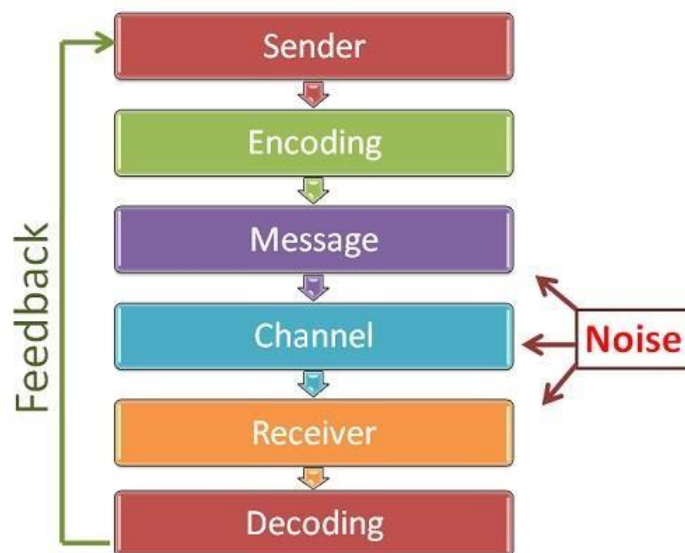 Sender
Encoding
Message
Channel
Receiver
Decoding
Feedback
Noise